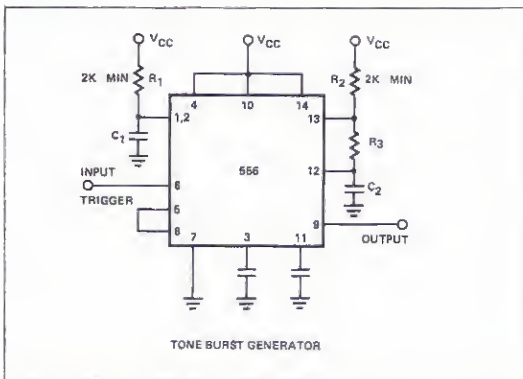 VCC VCC VCC
2K MIN R1 R2 2K MIN
4 10 14
1,2 13
C1 R3
556
INPUT 12
6 C2
TRIGGER
5
8 9
OUTPUT
7 3 11
TONE BURST GENERATOR